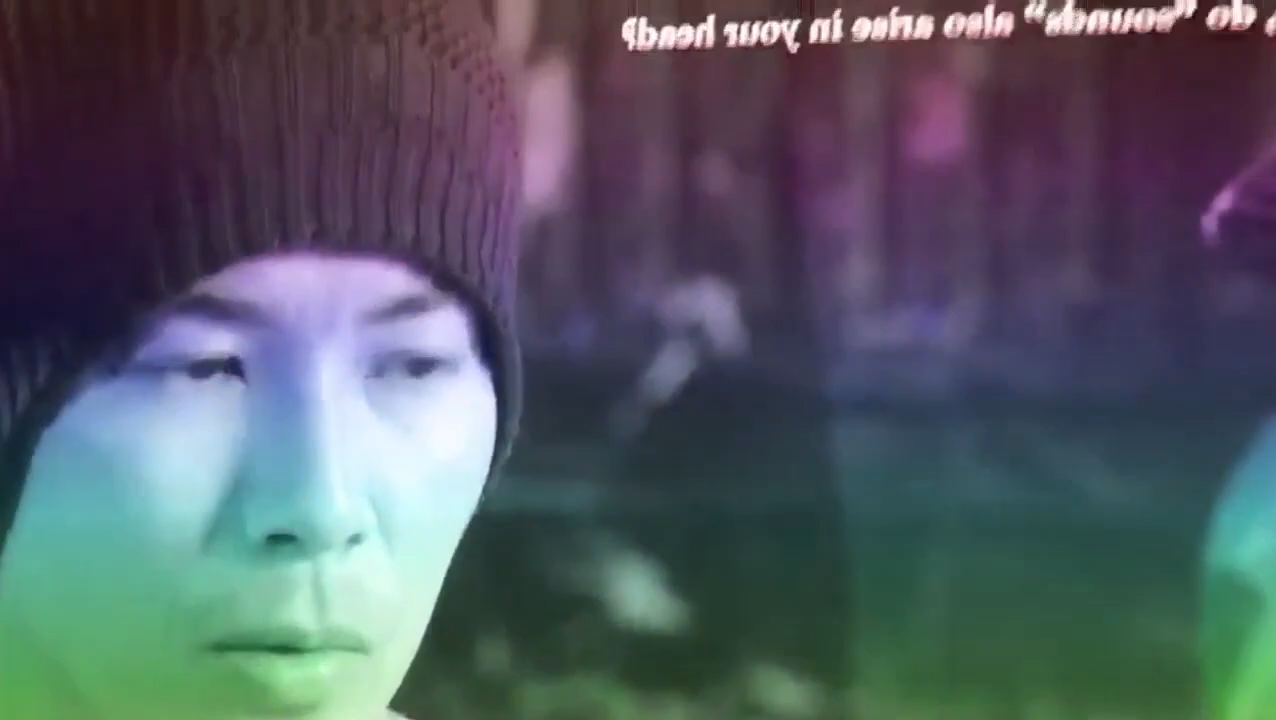 , do “sounds“ also arise in your head?